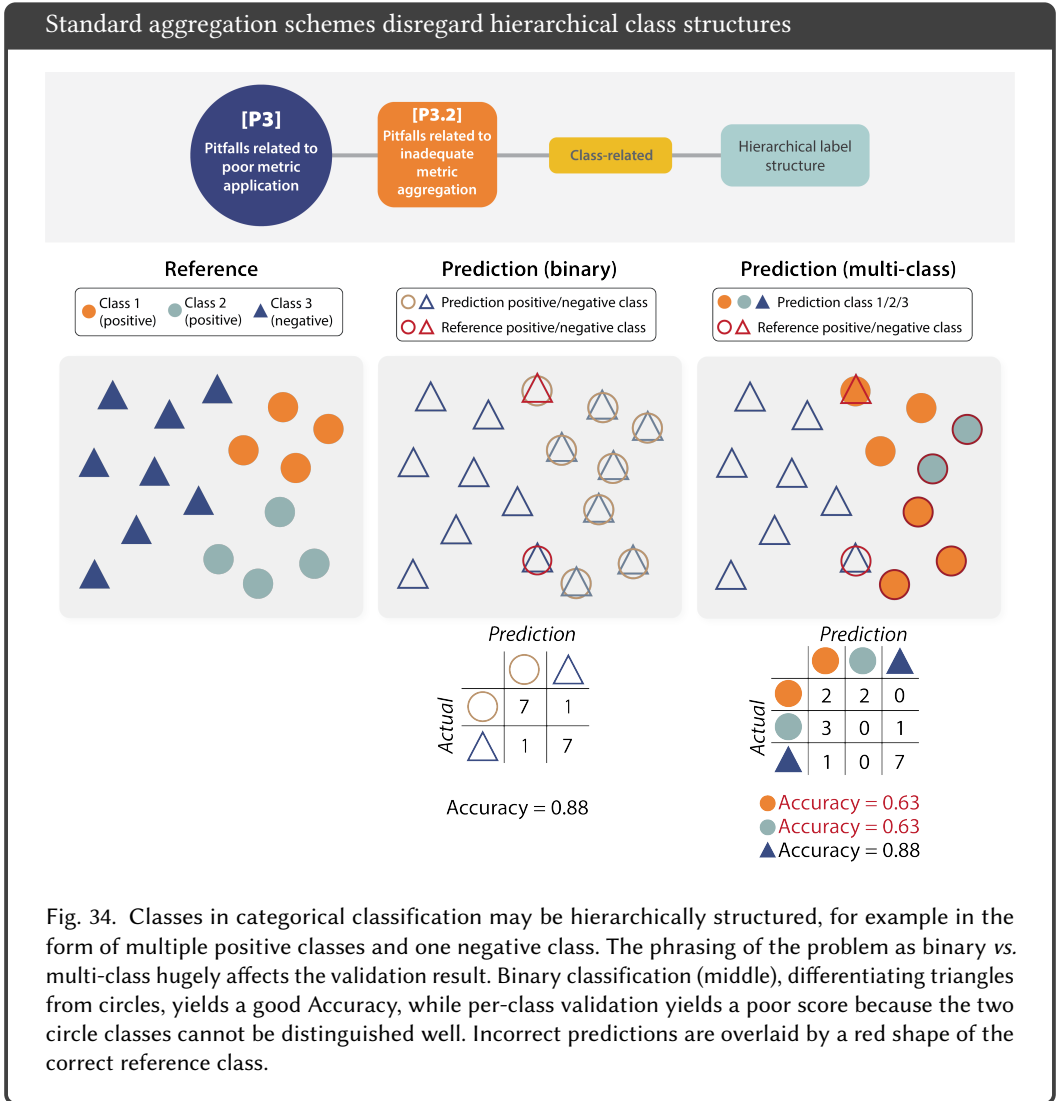 Standard aggregation schemes disregard hierarchical class structures
[P3]
Pitfalls related to
poor metric
application
[P3.2]
Pitfalls related to
inadequate
metric
aggregation
Class-related
Hierarchical label
structure
Reference
Class 1
(positive)
Class 2
(positive)
Class 3
(negative)
Prediction (binary)
Prediction positive/negative class
Reference positive/negative class
Prediction (multi-class)
Prediction class 1/2/3
Reference positive/negative class
Prediction
Actual
7 1
1 7
Accuracy = 0.88
Prediction
Actual
2 2 0
3 0 1
1 0 7
Accuracy = 0.63
Accuracy = 0.63
Accuracy = 0.88
Fig. 34. Classes in categorical classification may be hierarchically structured, for example in the
form of multiple positive classes and one negative class. The phrasing of the problem as binary vs.
multi-class hugely affects the validation result. Binary classification (middle), differentiating triangles
from circles, yields a good Accuracy, while per-class validation yields a poor score because the two
circle classes cannot be distinguished well. Incorrect predictions are overlaid by a red shape of the
correct reference class.